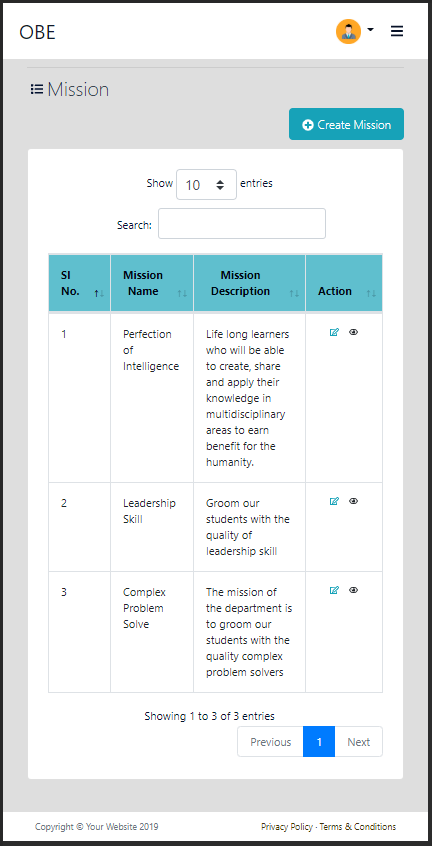 OBE
Mission
Create Mission
Show 10 entries
Search:
Sl No. Mission Name Mission Description Action
1 Perfection of Intelligence Life long learners who will be able to create, share and apply their knowledge in multidisciplinary areas to earn benefit for the humanity.
2 Leadership Skill Groom our students with the quality of leadership skill
3 Complex Problem Solve The mission of the department is to groom our students with the quality complex problem solvers
Showing 1 to 3 of 3 entries
Previous 1 Next
Copyright © Your Website 2019 Privacy Policy · Terms & Conditions